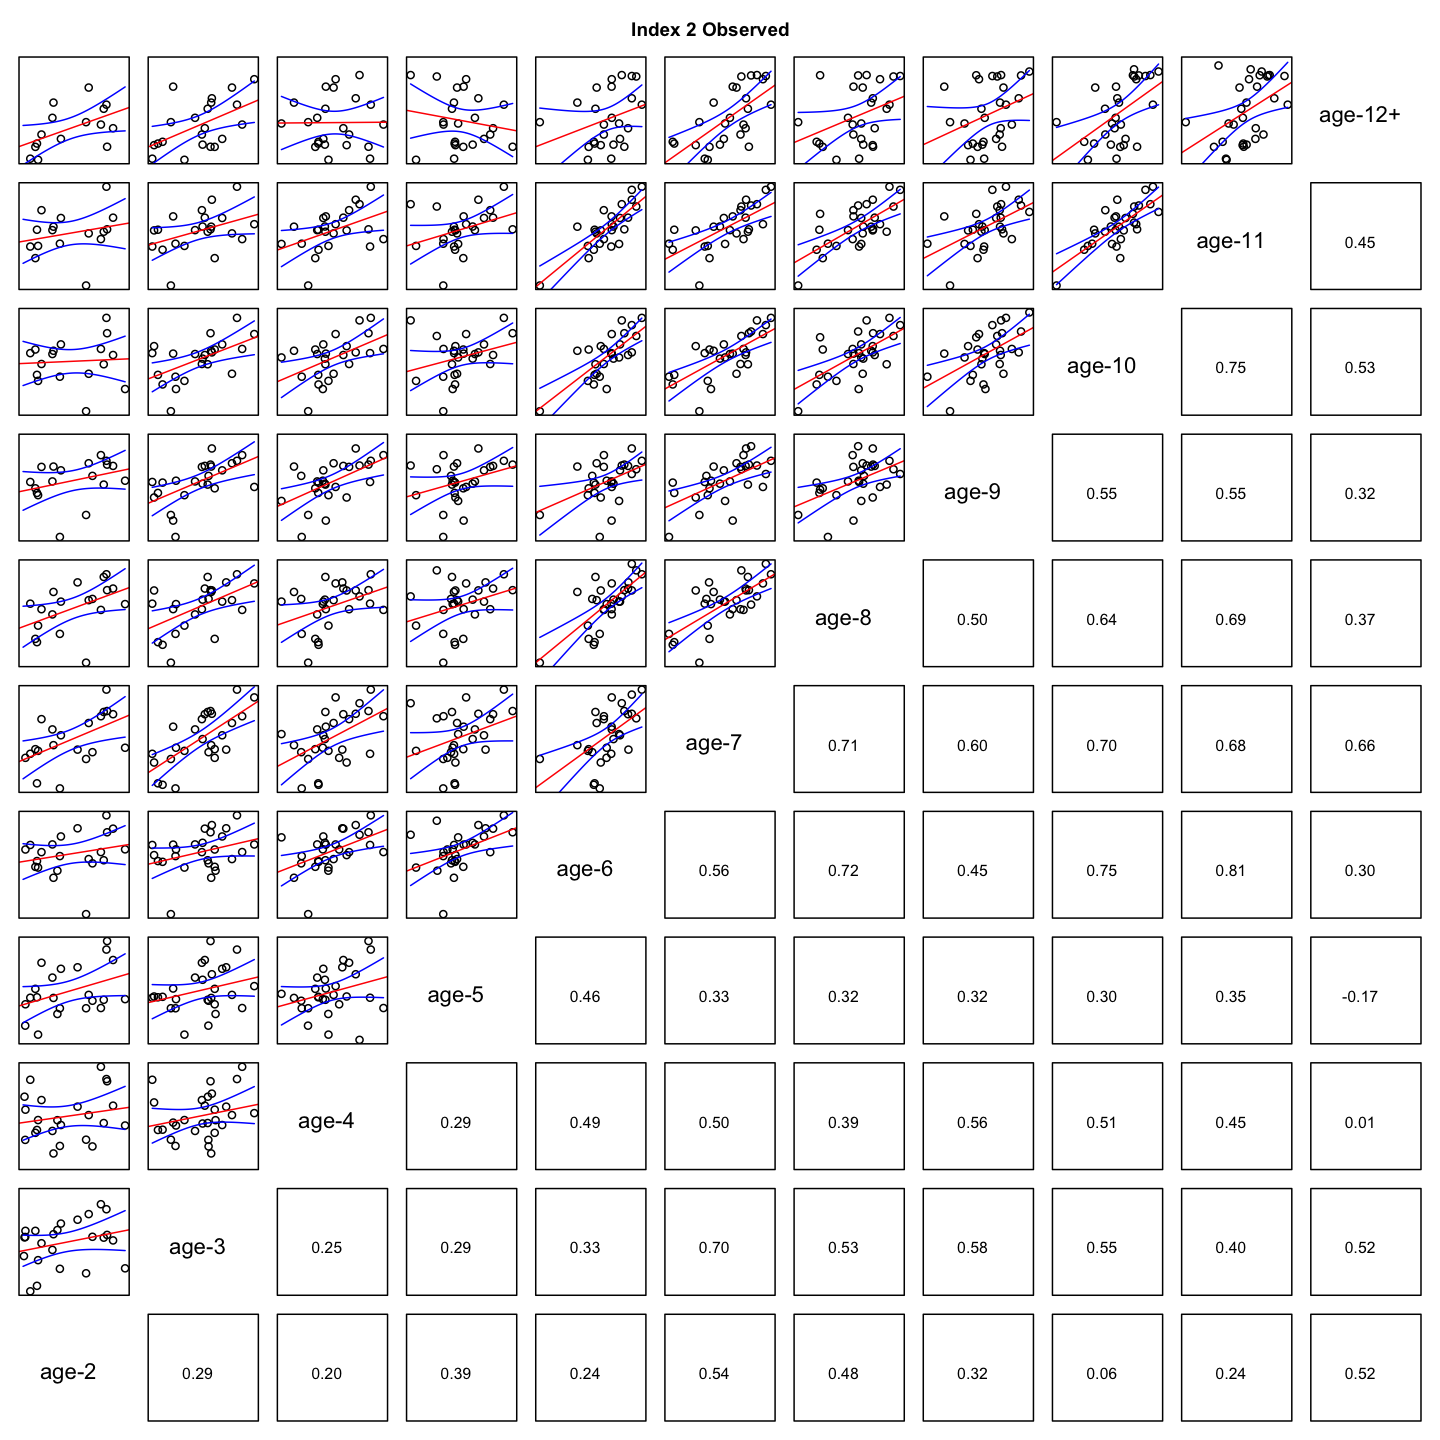 Index 2 Observed
age-12+
age-11 0.45
age-10 0.75 0.53
age-9 0.55 0.55 0.32
age-8 0.50 0.64 0.69 0.37
age-7 0.71 0.60 0.70 0.68 0.66
age-6 0.56 0.72 0.45 0.75 0.81 0.30
age-5 0.46 0.33 0.32 0.32 0.30 0.35 -0.17
age-4 0.29 0.49 0.50 0.39 0.56 0.51 0.45 0.01
age-3 0.25 0.29 0.33 0.70 0.53 0.58 0.55 0.40 0.52
age-2 0.29 0.20 0.39 0.24 0.54 0.48 0.32 0.06 0.24 0.52